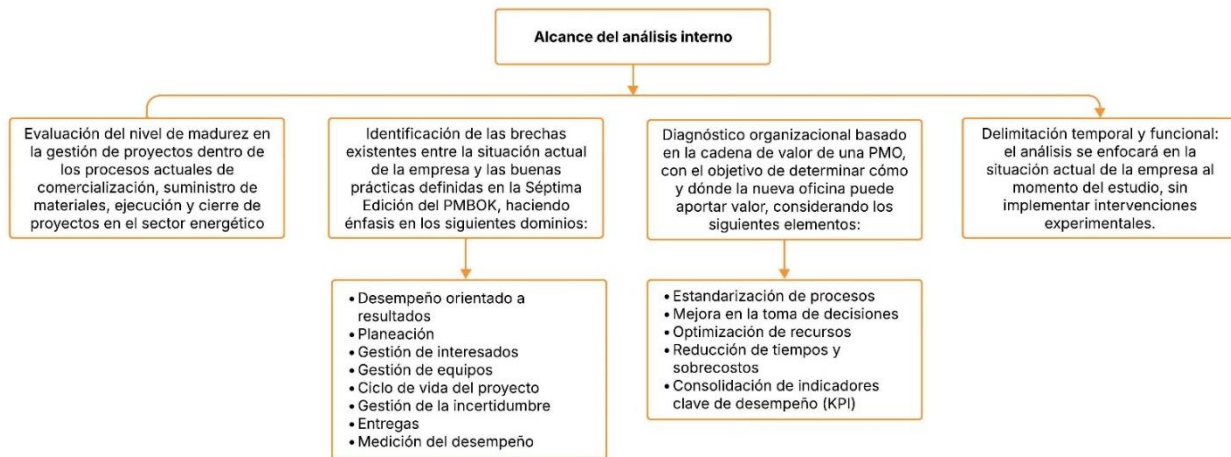 Alcance del análisis interno
Evaluación del nivel de madurez en
la gestión de proyectos dentro de
los procesos actuales de
comercialización, suministro de
materiales, ejecución y cierre de
proyectos en el sector energético
Identificación de las brechas
existentes entre la situación actual
de la empresa y las buenas
prácticas definidas en la Séptima
Edición del PMBOK, haciendo
énfasis en los siguientes dominios:
• Desempeño orientado a
resultados
• Planeación
• Gestión de interesados
• Gestión de equipos
• Ciclo de vida del proyecto
• Gestión de la incertidumbre
• Entregas
• Medición del desempeño
Diagnóstico organizacional basado
en la cadena de valor de una PMO,
con el objetivo de determinar cómo
y dónde la nueva oficina puede
aportar valor, considerando los
siguientes elementos:
• Estandarización de procesos
• Mejora en la toma de decisiones
• Optimización de recursos
• Reducción de tiempos y
sobrecostos
• Consolidación de indicadores
clave de desempeño (KPI)
Delimitación temporal y funcional:
el análisis se enfocará en la
situación actual de la empresa al
momento del estudio, sin
implementar intervenciones
experimentales.